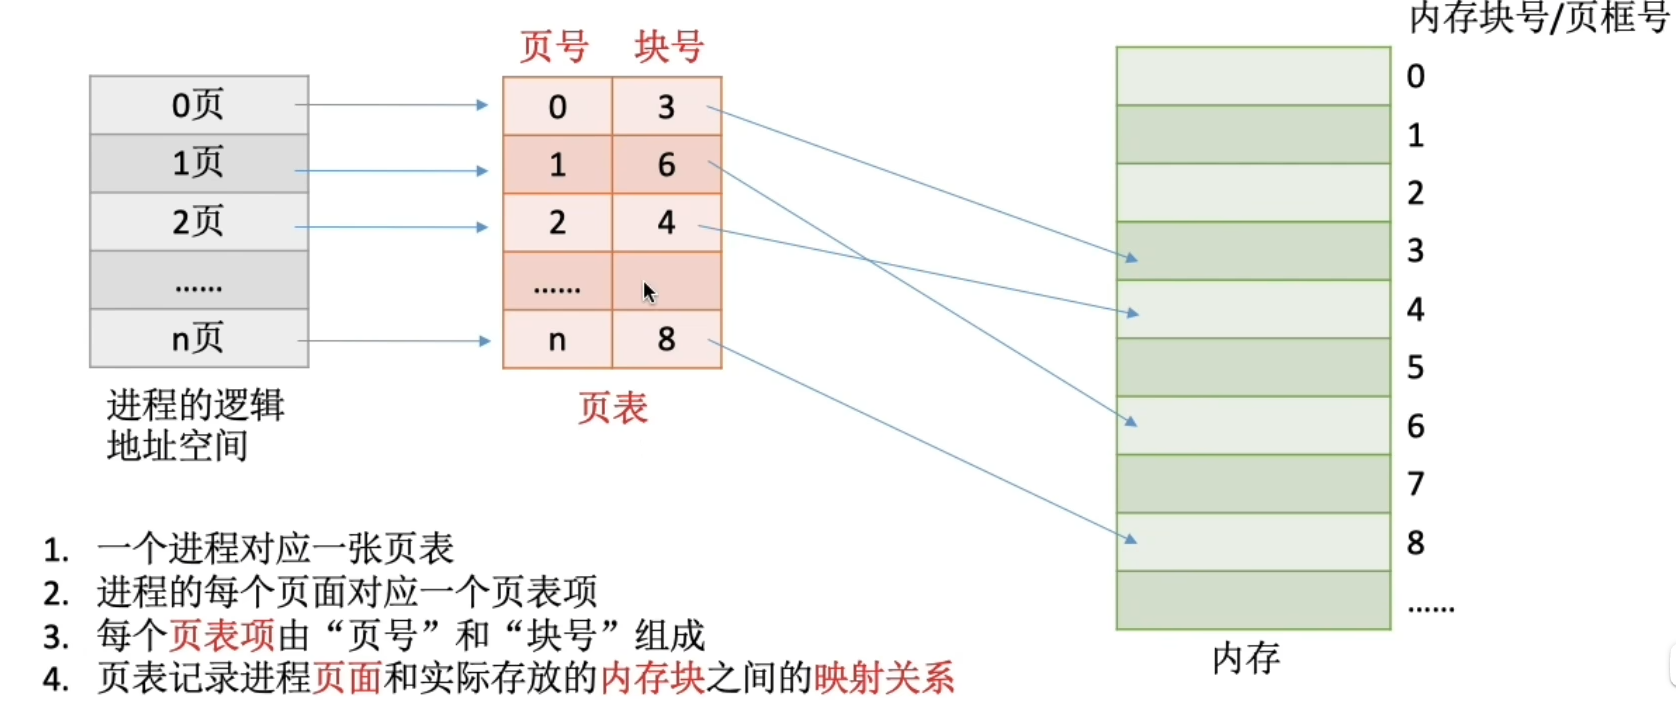 内存块号/页框号
页号 块号
0页
1页
2页
......
n页
进程的逻辑
地址空间
0 3
1 6
2 4
......
n 8
页表
0
1
2
3
4
5
6
7
8
......
内存
1. 一个进程对应一张页表
2. 进程的每个页面对应一个页表项
3. 每个页表项由“页号”和“块号”组成
4. 页表记录进程页面和实际存放的内存块之间的映射关系